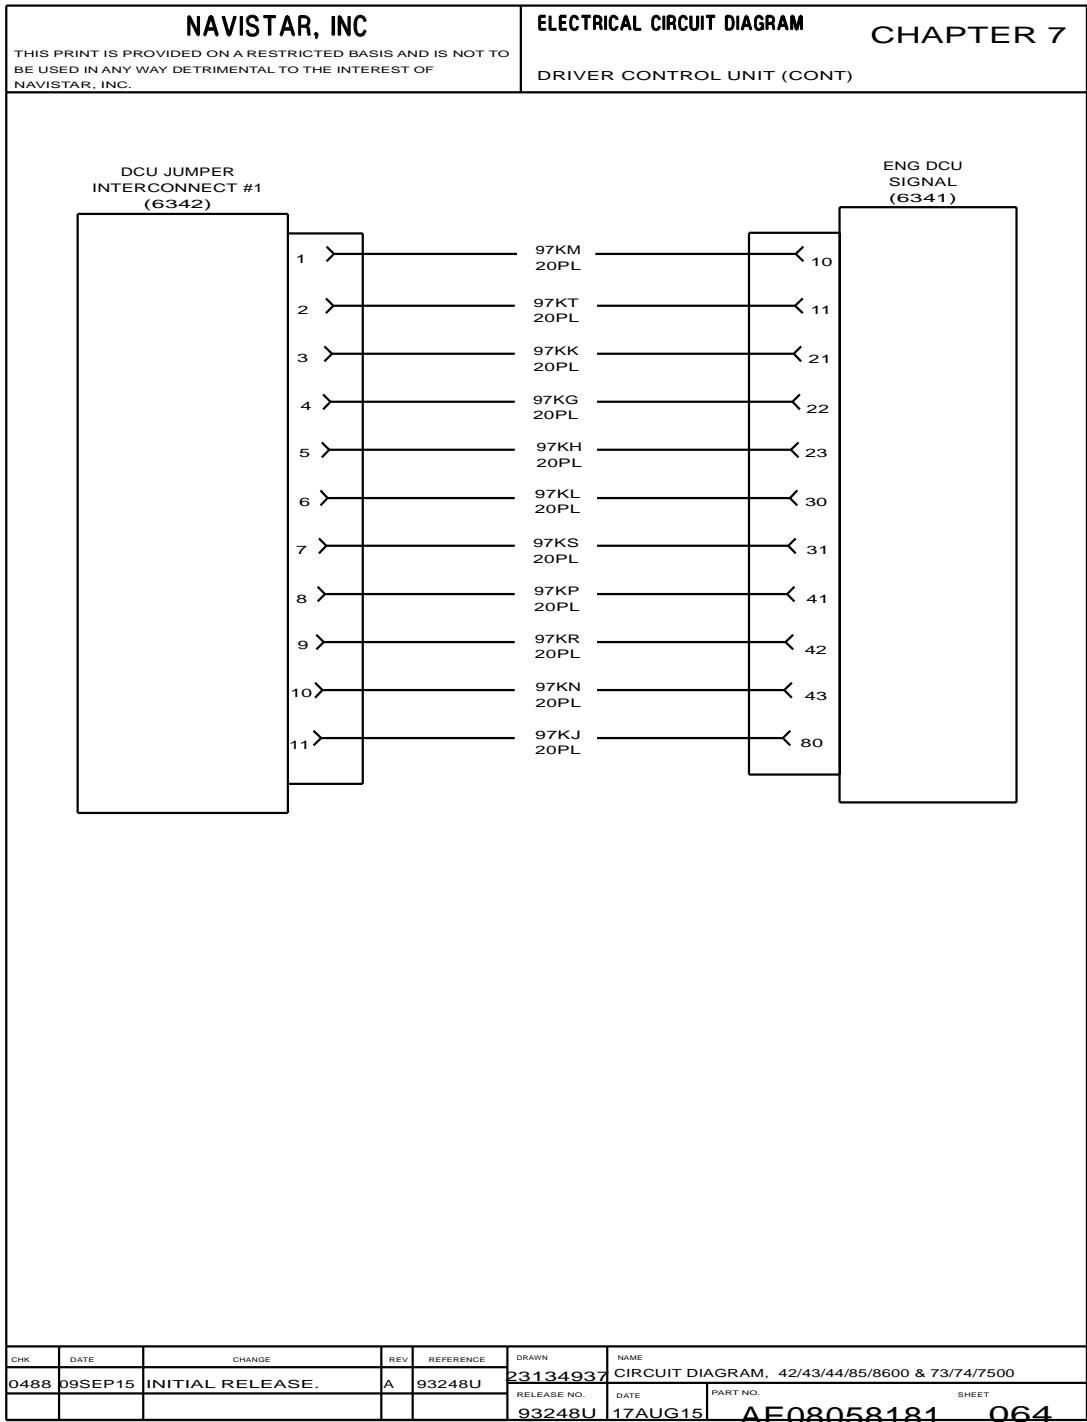 NAVISTAR, INC
THIS PRINT IS PROVIDED ON A RESTRICTED BASIS AND IS NOT TO
BE USED IN ANY WAY DETRIMENTAL TO THE INTEREST OF
NAVISTAR, INC.
ELECTRICAL CIRCUIT DIAGRAM
CHAPTER 7
DRIVER CONTROL UNIT (CONT)
DCU JUMPER
INTERCONNECT #1
(6342)
ENG DCU
SIGNAL
(6341)
1 97KM 10
20PL
2 97KT 11
20PL
3 97KK 21
20PL
4 97KG 22
20PL
5 97KH 23
20PL
6 97KL 30
20PL
7 97KS 31
20PL
8 97KP 41
20PL
9 97KR 42
20PL
10 97KN 43
20PL
11 97KJ 80
20PL
CHK DATE CHANGE REV REFERENCE DRAWN NAME
0488 09SEP15 INITIAL RELEASE. A 93248U 23134937 CIRCUIT DIAGRAM, 42/43/44/85/8600 & 73/74/7500
RELEASE NO. DATE PART NO. SHEET
93248U 17AUG15 AE08058181 064